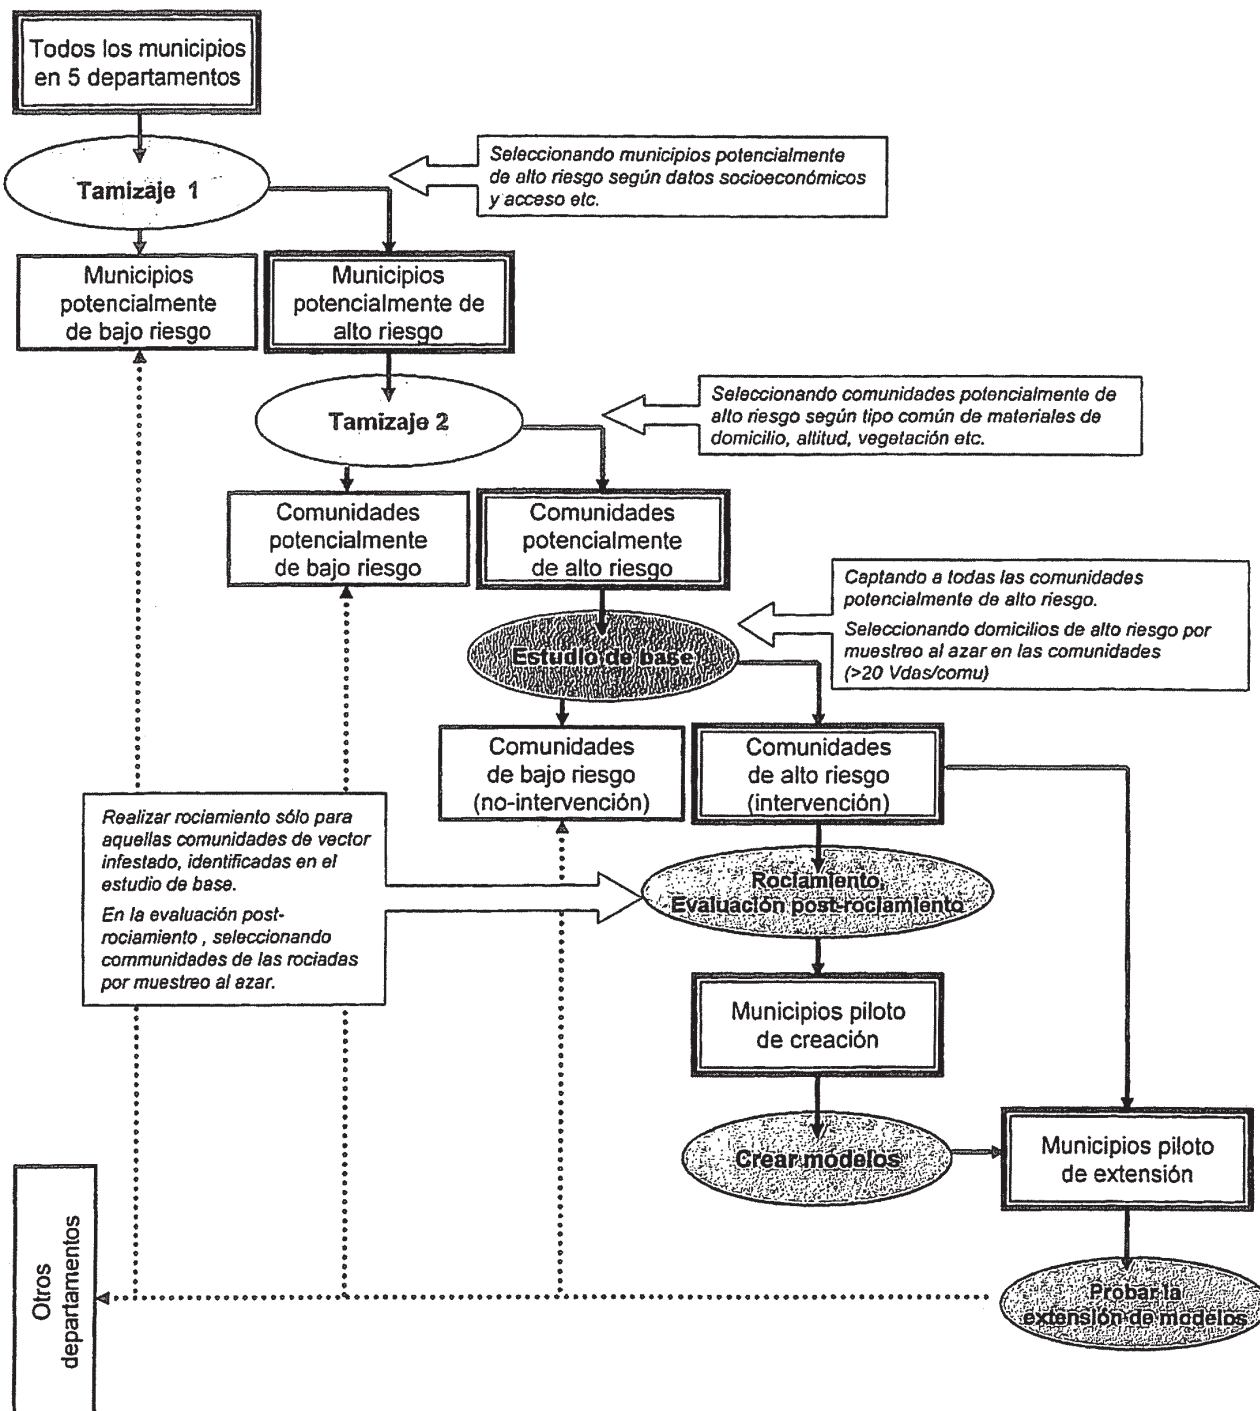 Todos los municipios
en 5 departamentos
Tamizaje 1
Seleccionando municipios potencialmente
de alto riesgo según datos socioeconómicos
y acceso etc.
Municipios
potencialmente
de bajo riesgo
Municipios
potencialmente de
alto riesgo
Tamizaje 2
Seleccionando comunidades potencialmente de
alto riesgo según tipo común de materiales de
domicilio, altitud, vegetación etc.
Comunidades
potencialmente
de bajo riesgo
Comunidades
potencialmente
de alto riesgo
Captando a todas las comunidades
potencialmente de alto riesgo.
Seleccionando domicilios de alto riesgo por
muestreo al azar en las comunidades
(>20 Vdas/comu)
Estudio de base
Comunidades
de bajo riesgo
(no-intervención)
Comunidades
de alto riesgo
(intervención)
Realizar rociamiento sólo para
aquellas comunidades de vector
infestado, identificadas en el
estudio de base.
En la evaluación post-
rociamiento , seleccionando
communidades de las rociadas
por muestreo al azar.
Rociamiento,
Evaluación post-rociamiento
Municipios piloto
de creación
Crear modelos
Municipios piloto
de extensión
Probar la
extensión de modelos
Otros
departamentos